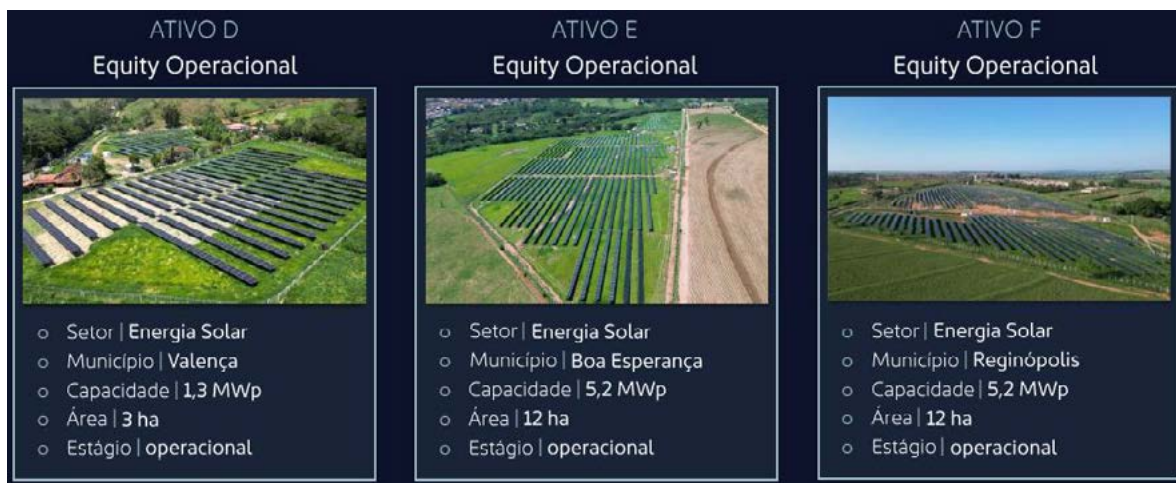 ATIVO D
Equity Operacional
Setor | Energia Solar
Município | Valença
Capacidade | 1,3 MWp
Área | 3 ha
Estágio | operacional
ATIVO E
Equity Operacional
Setor | Energia Solar
Município | Boa Esperança
Capacidade | 5,2 MWp
Área | 12 ha
Estágio | operacional
ATIVO F
Equity Operacional
Setor | Energia Solar
Município | Reginópolis
Capacidade | 5,2 MWp
Área | 12 ha
Estágio | operacional